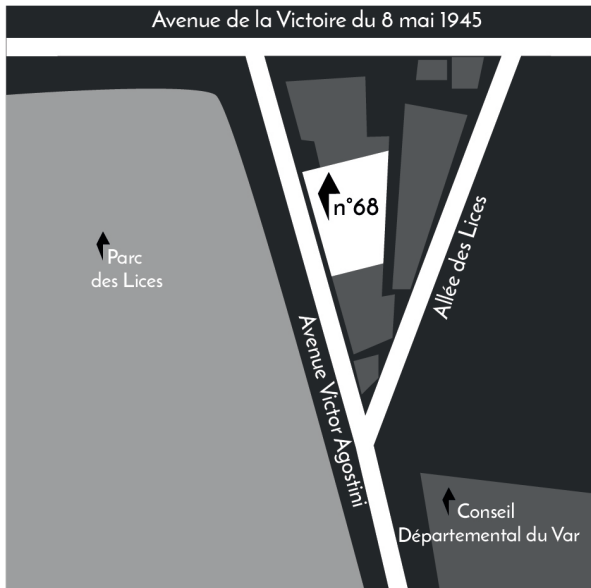 Avenue de la Victoire du 8 mai 1945
n°68
Allée des Lices
Parc
des Lices
Avenue Victor Agostini
Conseil
Départemental du Var